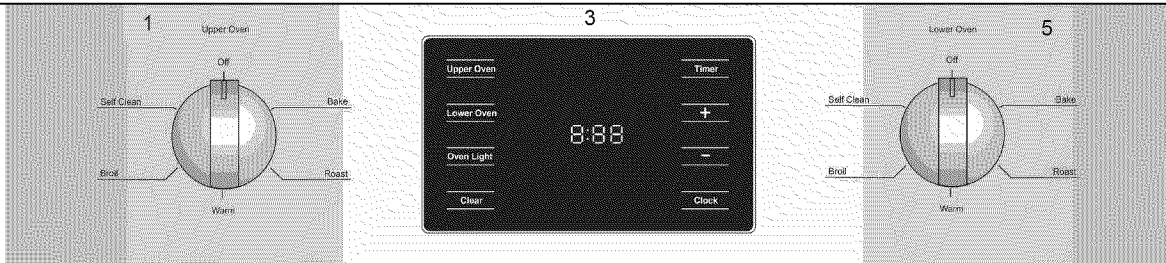 1
Upper Oven
Off
Self Clean
Bake
Broil
Roast
Warm
3
Upper Oven
Timer
Lower Oven
+
8:88
Oven Light
−
Clear
Clock
Lower Oven
5
Off
Self Clean
Bake
Broil
Roast
Warm